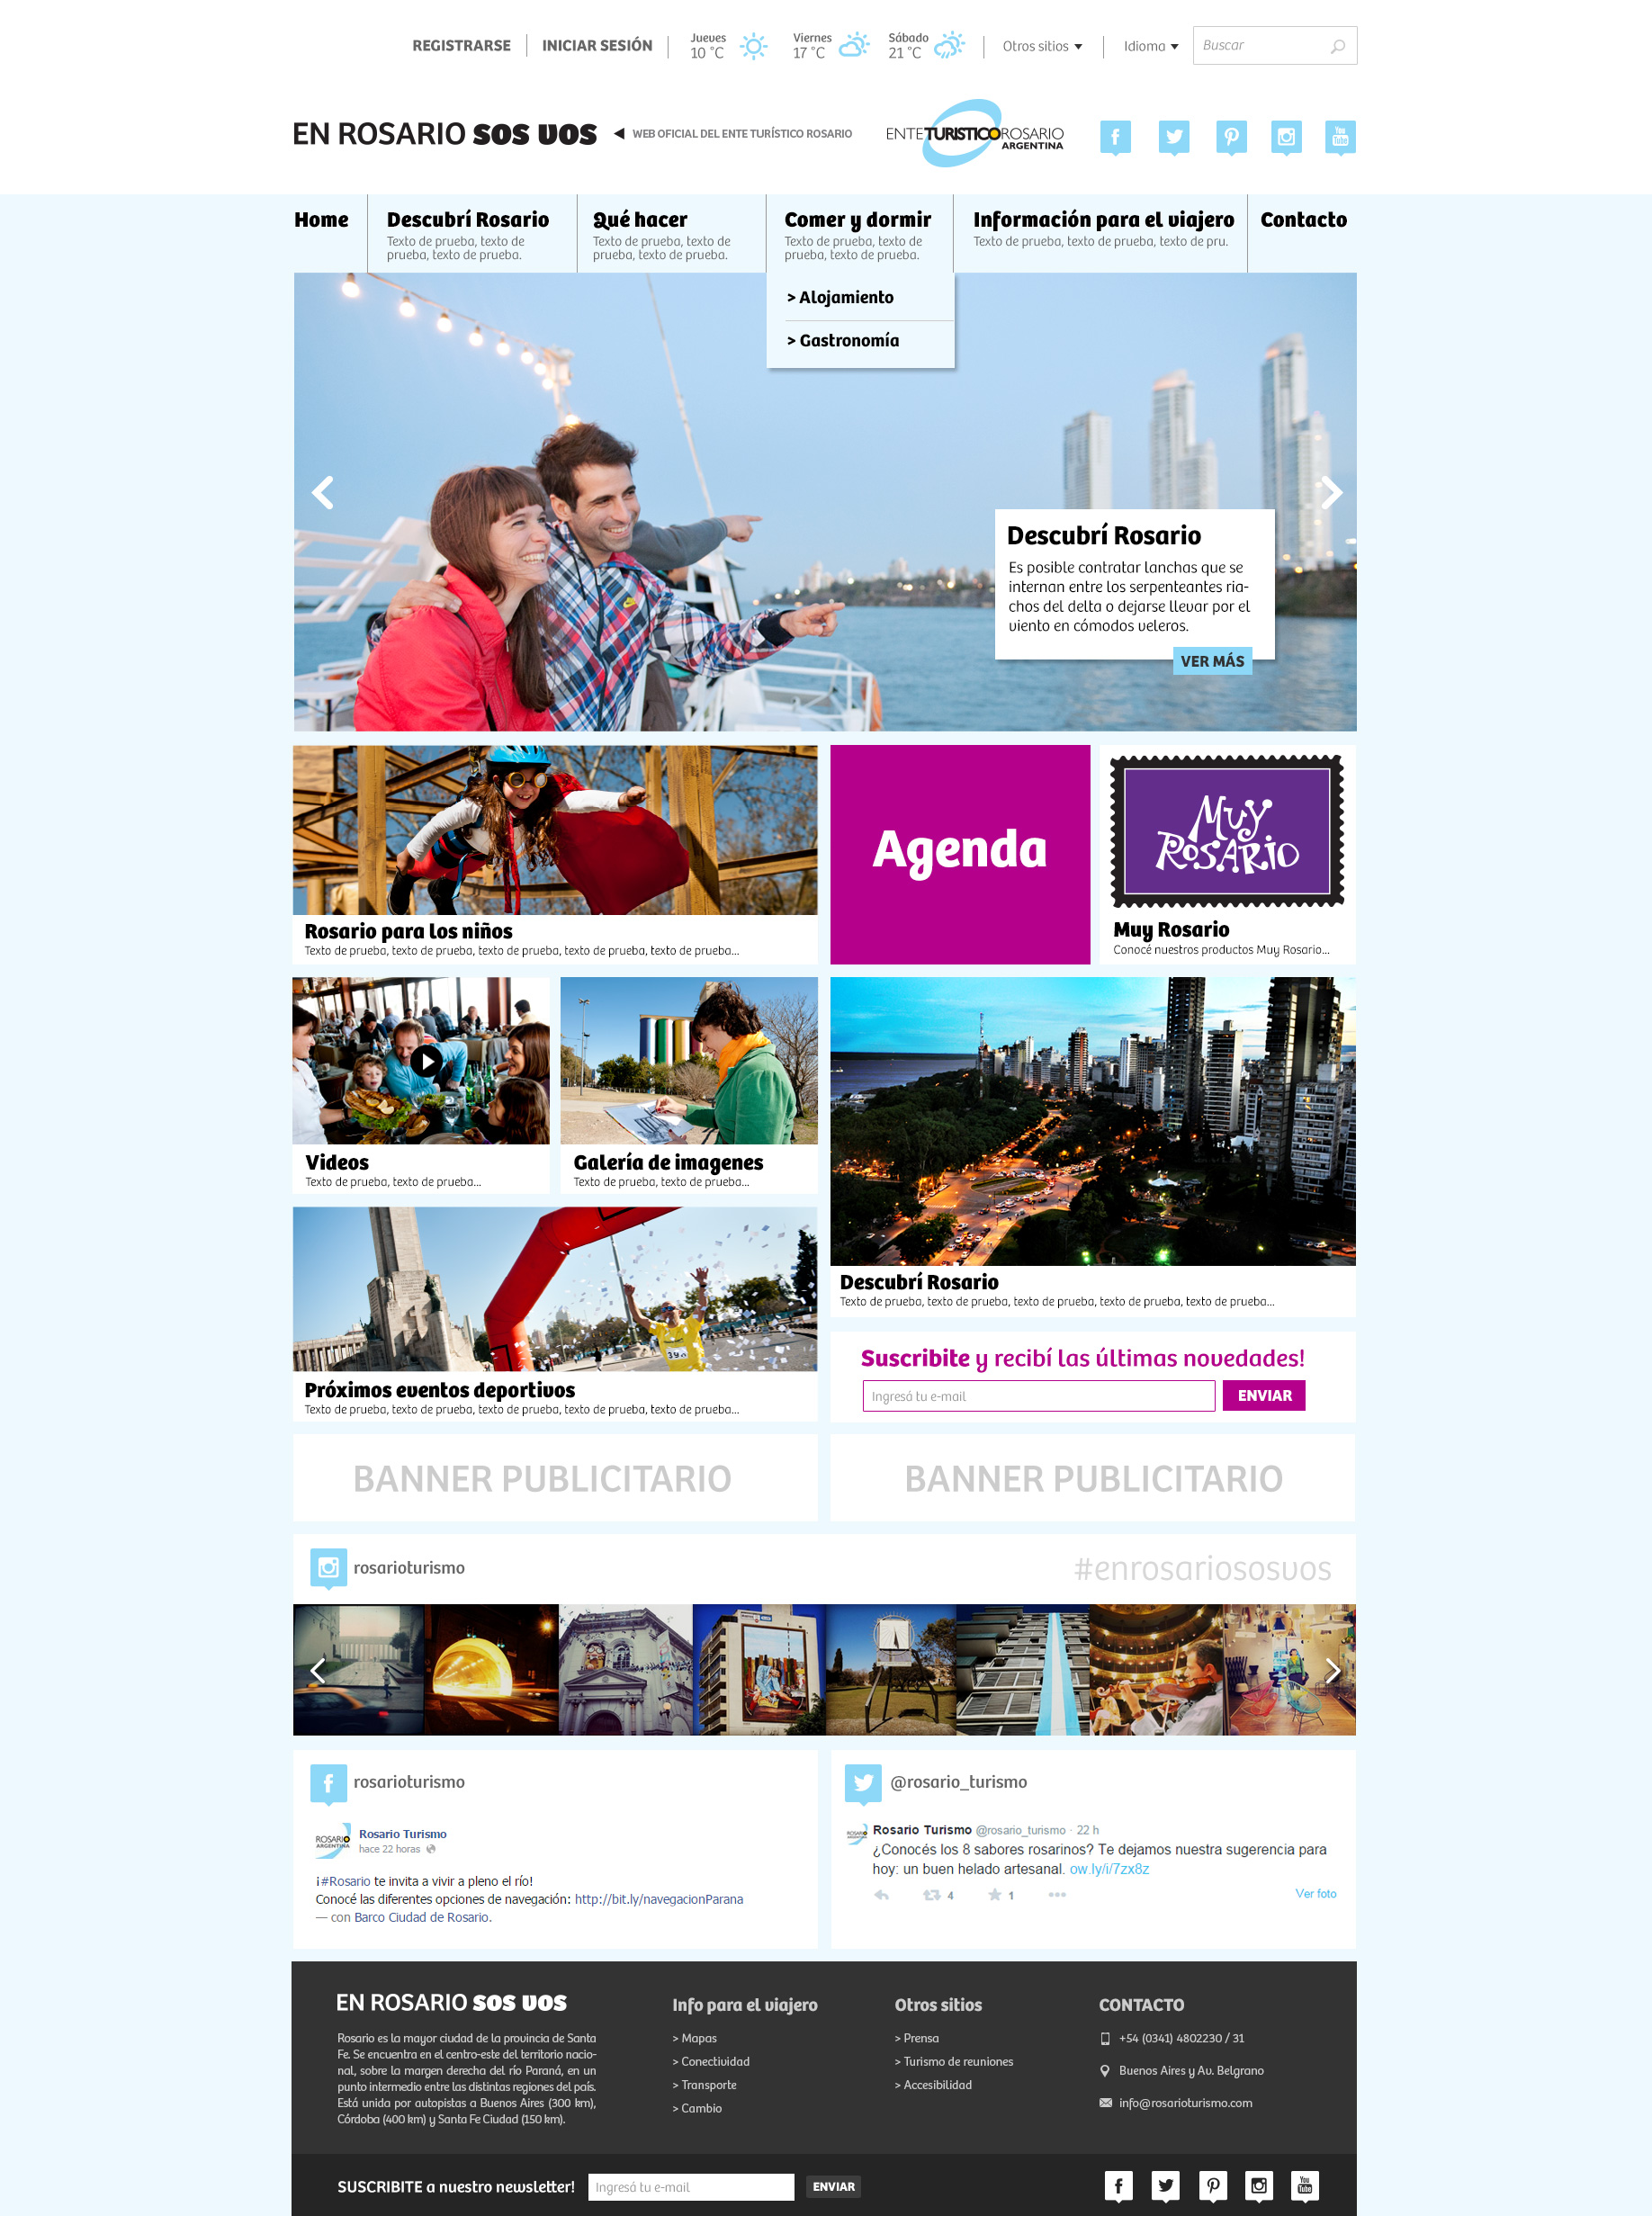 REGISTRARSE
INICIAR SESIÓN
Jueves
10 °C
Viernes
17 °C
Sábado
21 °C
Otros sitios
Idioma
Buscar
EN ROSARIO SOS VOS
WEB OFICIAL DEL ENTE TURÍSTICO ROSARIO
ENTETURISTICOROSARIO
ARGENTINA
You
Tube
Home
Descubrí Rosario
Texto de prueba, texto de
prueba, texto de prueba.
Qué hacer
Texto de prueba, texto de
prueba, texto de prueba.
Comer y dormir
Texto de prueba, texto de
prueba, texto de prueba.
Información para el viajero
Texto de prueba, texto de prueba, texto de pru.
Contacto
> Alojamiento
> Gastronomía
Descubrí Rosario
Es posible contratar lanchas que se
internan entre los serpenteantes ria-
chos del delta o dejarse llevar por el
viento en cómodos veleros.
VER MÁS
Rosario para los niños
Texto de prueba, texto de prueba, texto de prueba, texto de prueba, texto de prueba...
Agenda
Muy
Rosario
Muy Rosario
Conocé nuestros productos Muy Rosario...
Videos
Texto de prueba, texto de prueba...
Galería de imagenes
Texto de prueba, texto de prueba...
Descubrí Rosario
Texto de prueba, texto de prueba, texto de prueba, texto de prueba, texto de prueba...
Próximos eventos deportivos
Texto de prueba, texto de prueba, texto de prueba, texto de prueba, texto de prueba...
Suscribite y recibí las últimas novedades!
Ingresá tu e-mail
ENVIAR
BANNER PUBLICITARIO
BANNER PUBLICITARIO
rosarioturismo
#enrosariososvos
rosarioturismo
ROSARIO
ARGENTINA
Rosario Turismo
hace 22 horas
¡#Rosario te invita a vivir a pleno el río!
Conocé las diferentes opciones de navegación: http://bit.ly/navegacionParana
— con Barco Ciudad de Rosario.
@rosario_turismo
ROSARIO
Rosario Turismo @rosario_turismo · 22 h
¿Conocés los 8 sabores rosarinos? Te dejamos nuestra sugerencia para
hoy: un buen helado artesanal. ow.ly/i/7zx8z
4
1
Ver foto
EN ROSARIO SOS VOS
Rosario es la mayor ciudad de la provincia de Santa
Fe. Se encuentra en el centro-este del territorio nacio-
nal, sobre la margen derecha del río Paraná, en un
punto intermedio entre las distintas regiones del país.
Está unida por autopistas a Buenos Aires (300 km),
Córdoba (400 km) y Santa Fe Ciudad (150 km).
Info para el viajero
> Mapas
> Conectividad
> Transporte
> Cambio
Otros sitios
> Prensa
> Turismo de reuniones
> Accesibilidad
CONTACTO
+54 (0341) 4802230 / 31
Buenos Aires y Av. Belgrano
info@rosarioturismo.com
SUSCRIBITE a nuestro newsletter!
Ingresá tu e-mail
ENVIAR
You
Tube